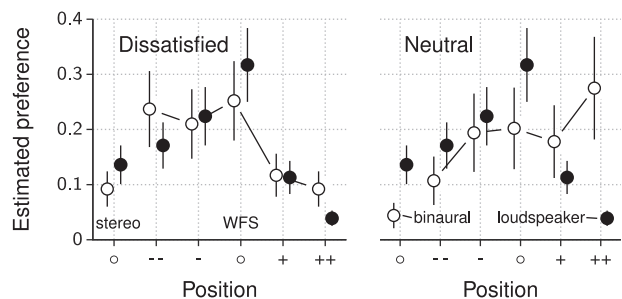 Estimated preference
0.4
0.3
0.2
0.1
0
Dissatisfied
stereo
WFS
○ -- - ○ + ++
Position
Neutral
binaural
loudspeaker
○ -- - ○ + ++
Position